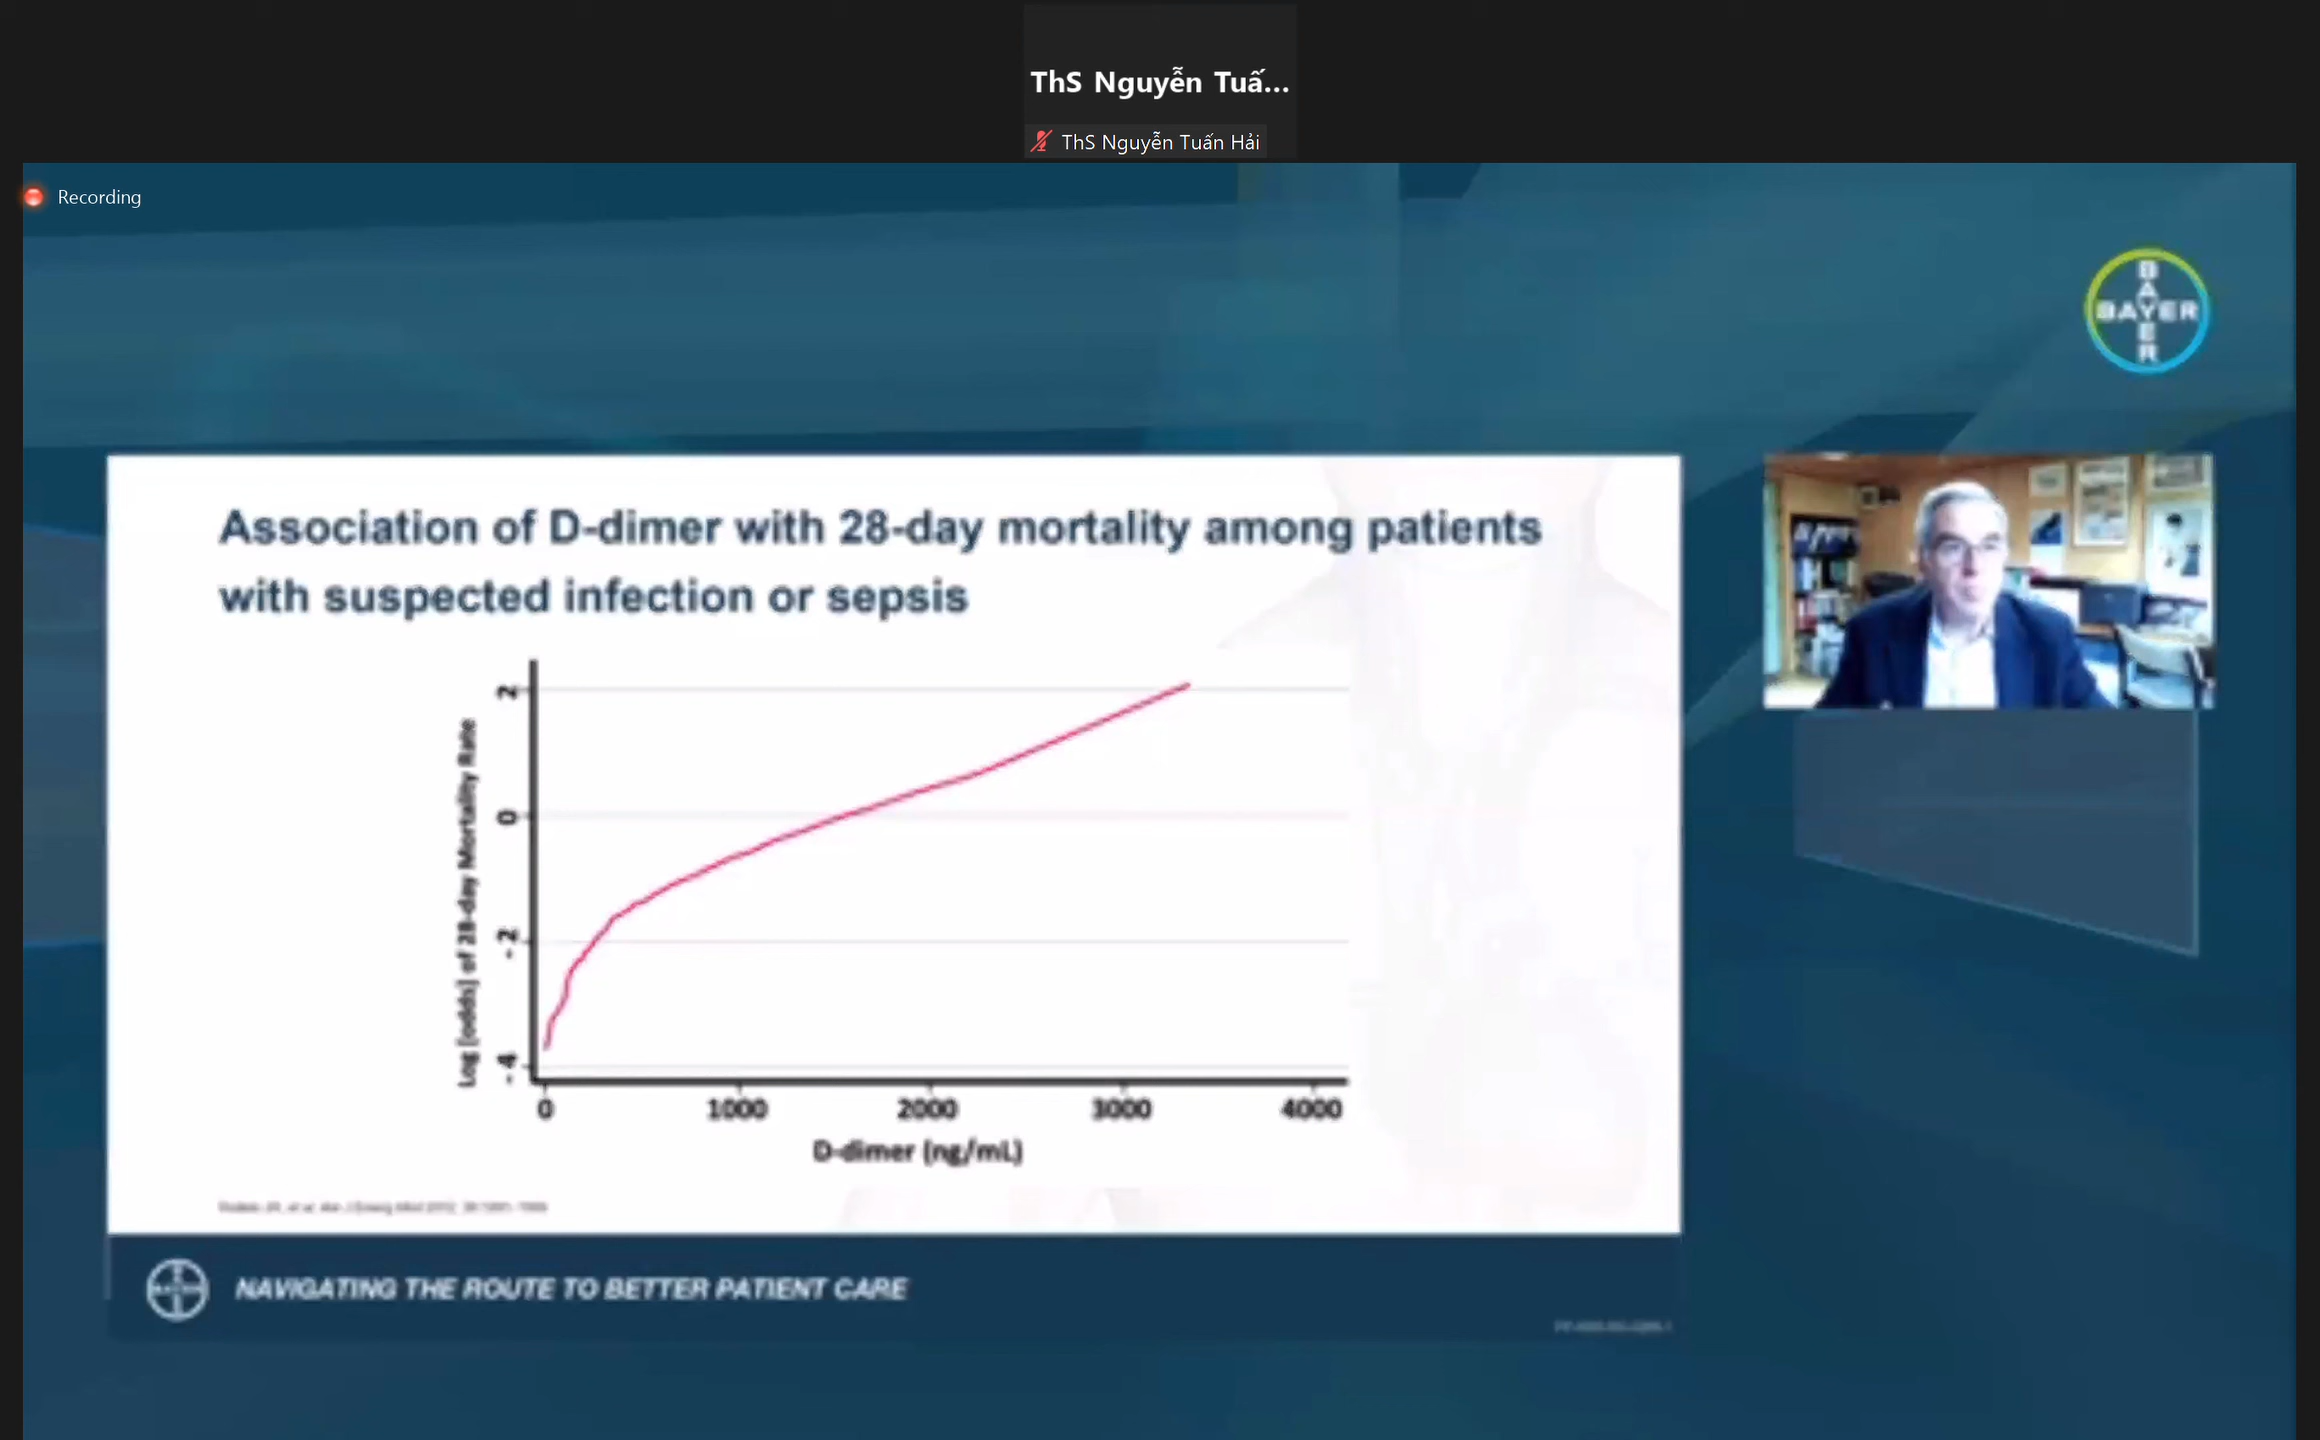 ThS Nguyễn Tuấ...
ThS Nguyễn Tuấn Hải
Recording
BAYER
BAYER
Association of D-dimer with 28-day mortality among patients
with suspected infection or sepsis
Log [odds] of 28-day Mortality Rate
2
0
-2
-4
0 1000 2000 3000 4000
D-dimer (ng/mL)
NAVIGATING THE ROUTE TO BETTER PATIENT CARE